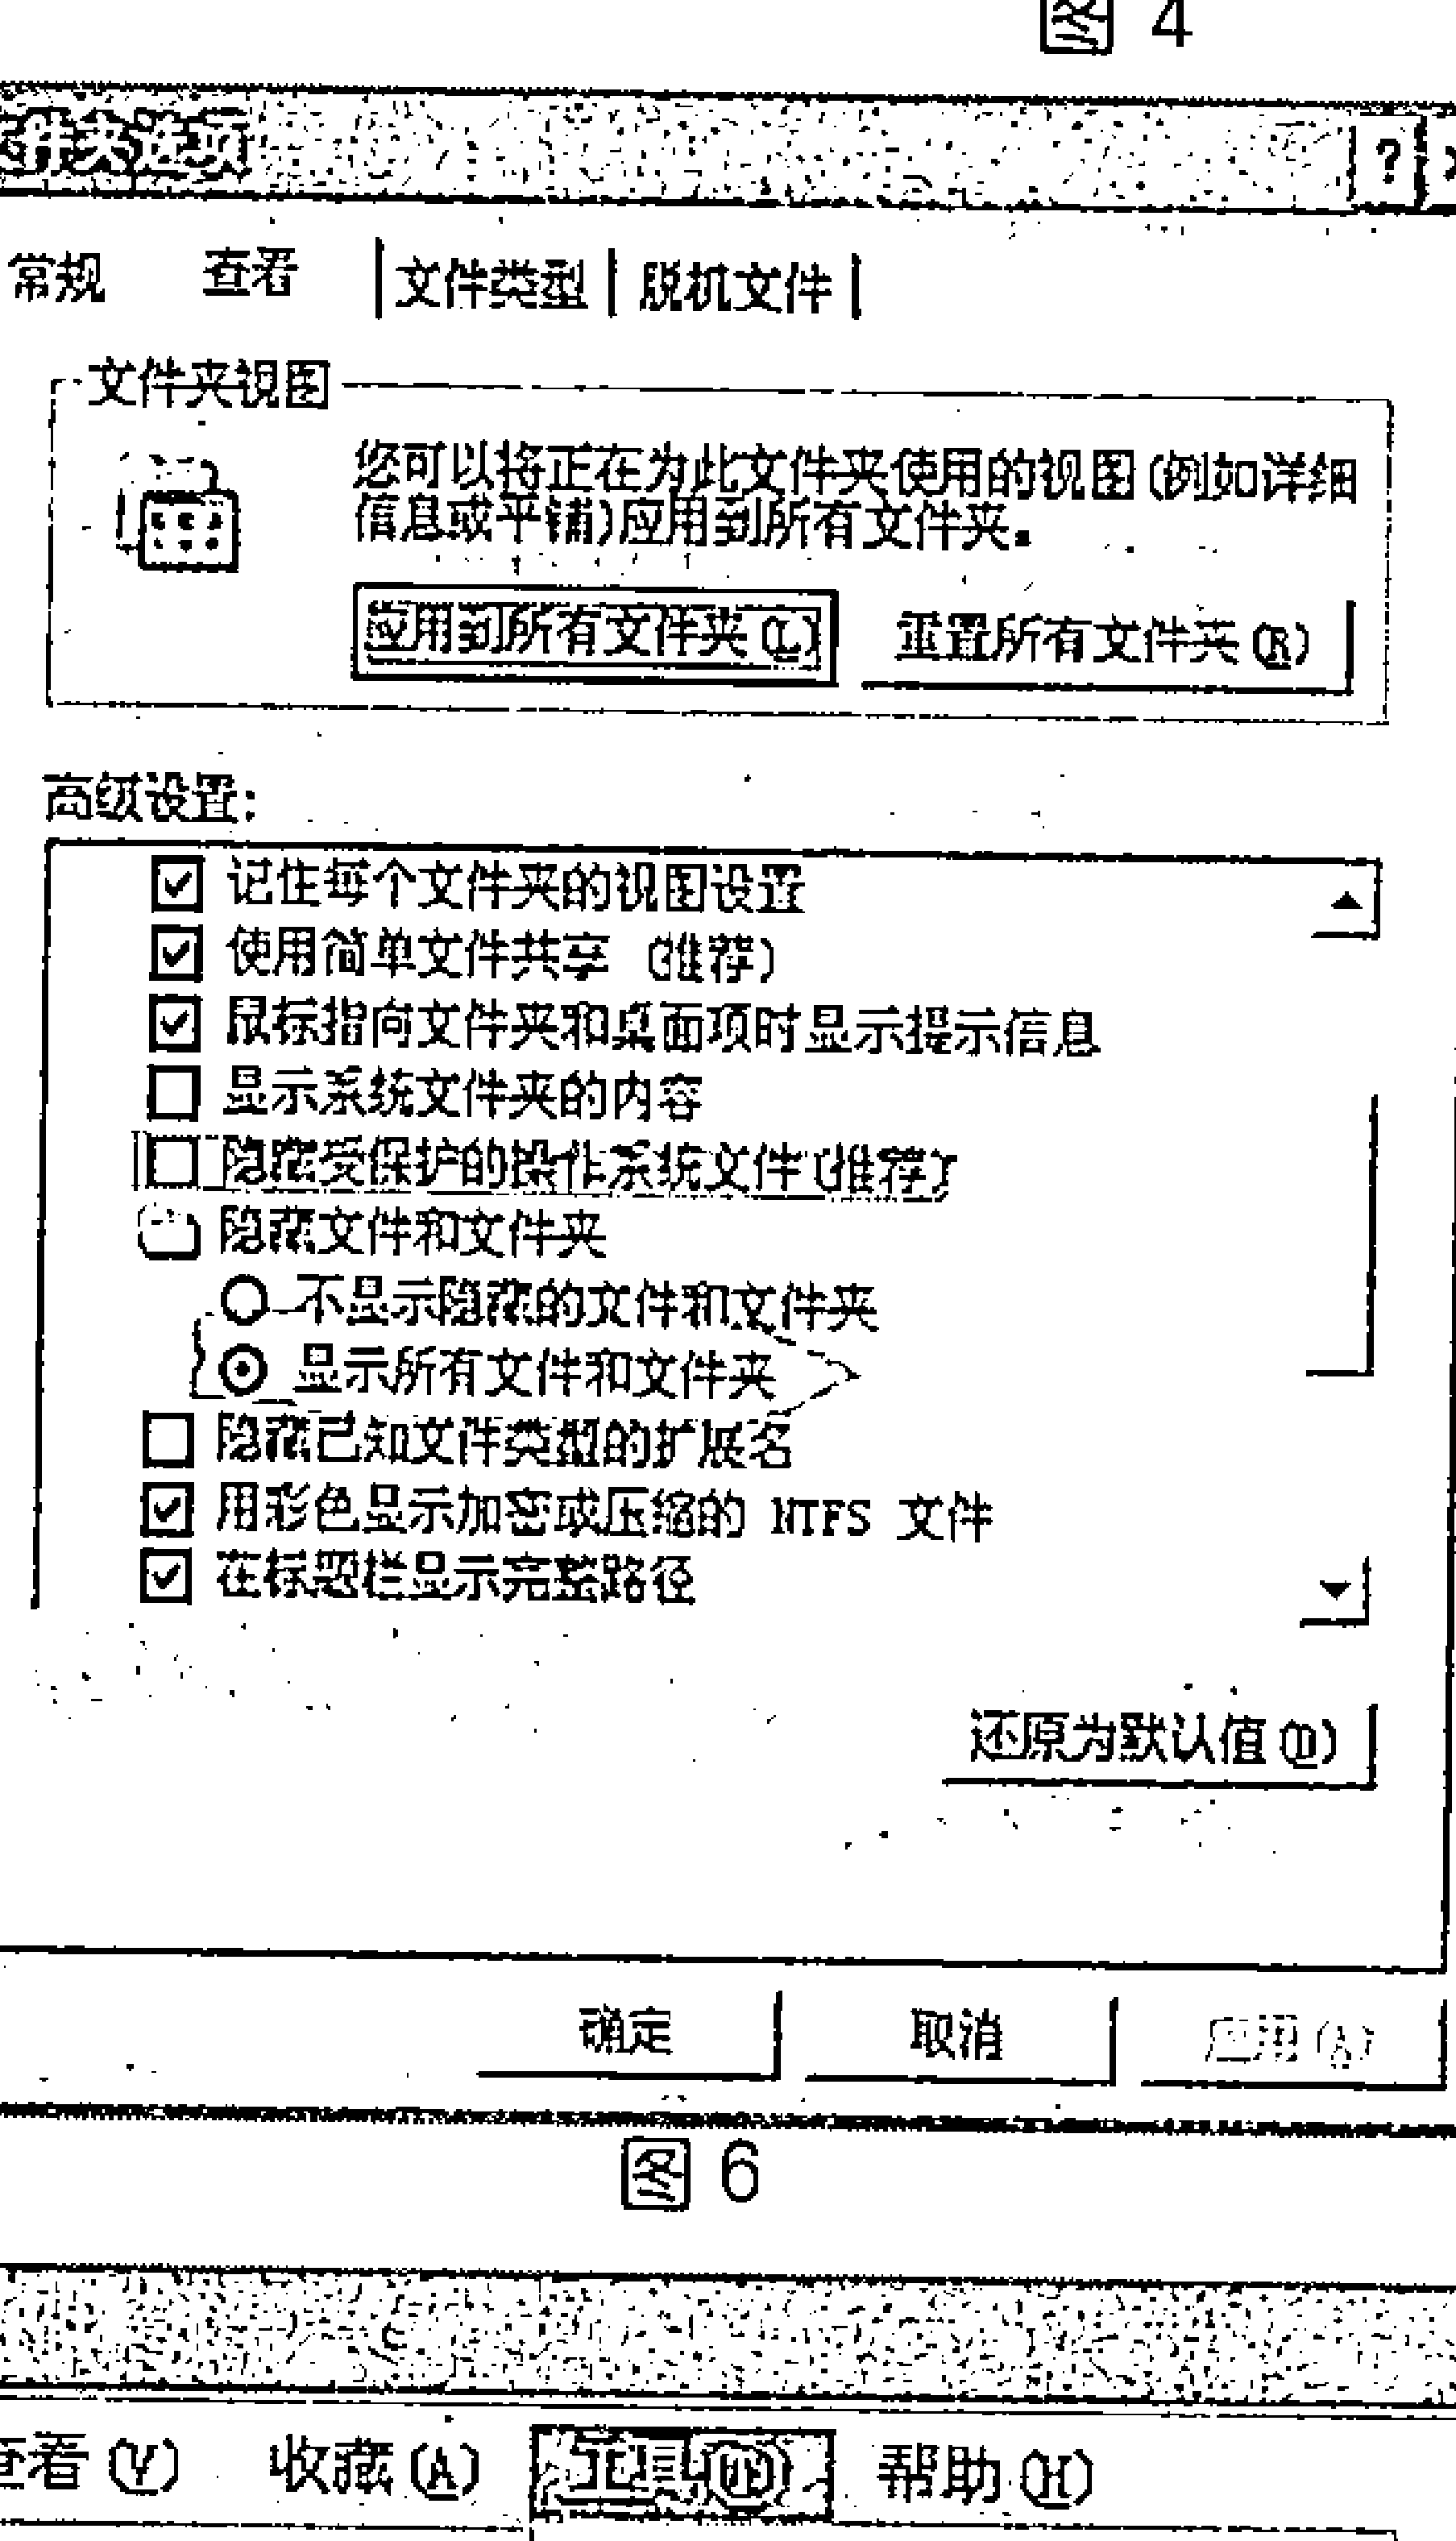 图 4
文件夹选项
?
常规 查看 文件类型 脱机文件
文件夹视图
您可以将正在为此文件夹使用的视图(例如详细
信息或平铺)应用到所有文件夹。
应用到所有文件夹(L) 重置所有文件夹(R)
高级设置:
记住每个文件夹的视图设置
使用简单文件共享 (推荐)
鼠标指向文件夹和桌面项时显示提示信息
显示系统文件夹的内容
隐藏受保护的操作系统文件(推荐)
隐藏文件和文件夹
不显示隐藏的文件和文件夹
显示所有文件和文件夹
隐藏已知文件类型的扩展名
用彩色显示加密或压缩的 NTFS 文件
在标题栏显示完整路径
还原为默认值(D)
确定 取消 应用(A)
图 6
查看(V) 收藏(A) 工具(T) 帮助(H)